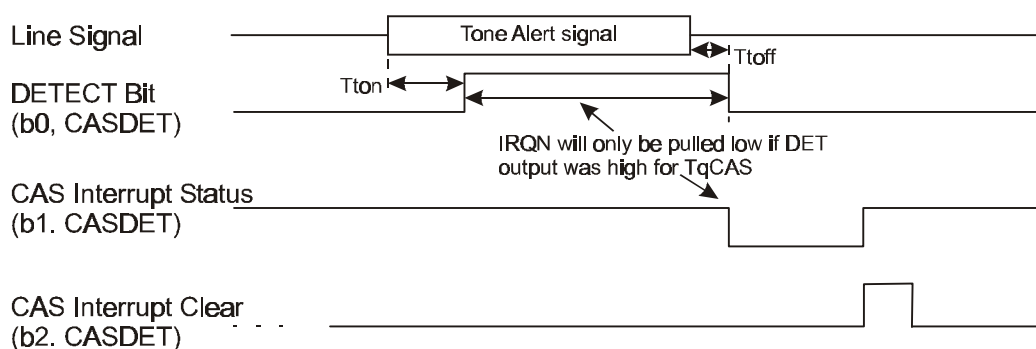 Line Signal
Tone Alert signal
Ttoff
Tton
DETECT Bit
(b0, CASDET)
IRQN will only be pulled low if DET
output was high for TqCAS
CAS Interrupt Status
(b1. CASDET)
CAS Interrupt Clear
(b2. CASDET)